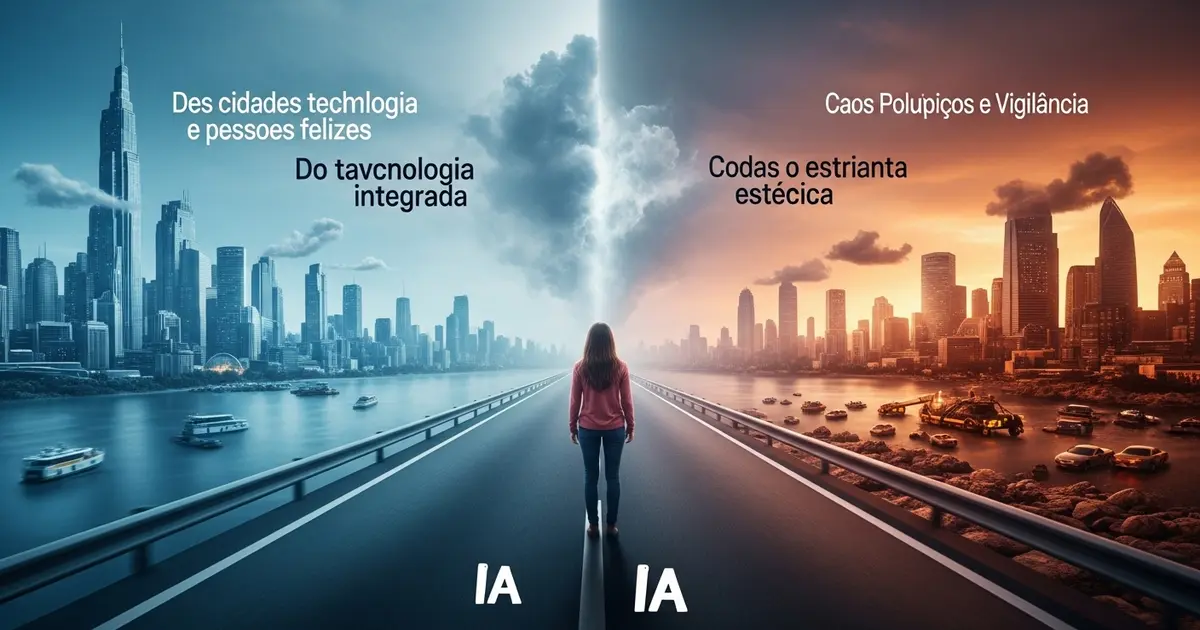 Des cidades techmlogia
e pessoes felizes
Do tavcnologia
integrada
Caos Polupiços e Vigilância
Codas o estrianta
estécica
IA
IA